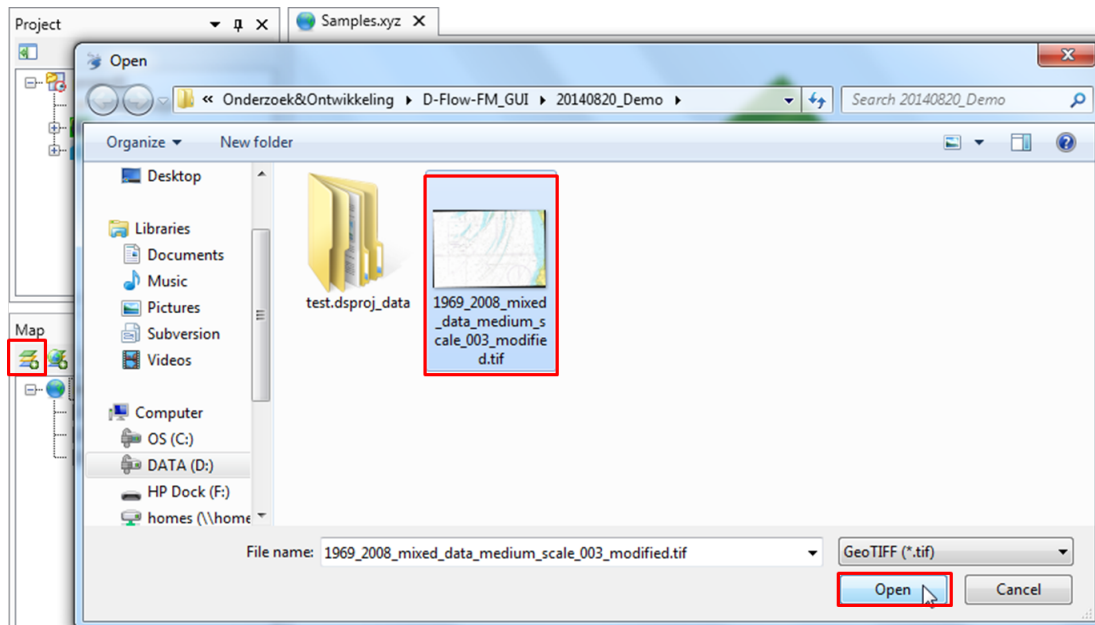 Project
Samples.xyz
Open
« Onderzoek&Ontwikkeling
D-Flow-FM_GUI
20140820_Demo
Search 20140820_Demo
Organize
New folder
Desktop
Libraries
Documents
Music
Pictures
Subversion
Videos
Computer
OS (C:)
DATA (D:)
HP Dock (F:)
homes (\\home
test.dsproj_data
1969_2008_mixed
_data_medium_s
cale_003_modifie
d.tif
Map
File name:
1969_2008_mixed_data_medium_scale_003_modified.tif
GeoTIFF (*.tif)
Open
Cancel